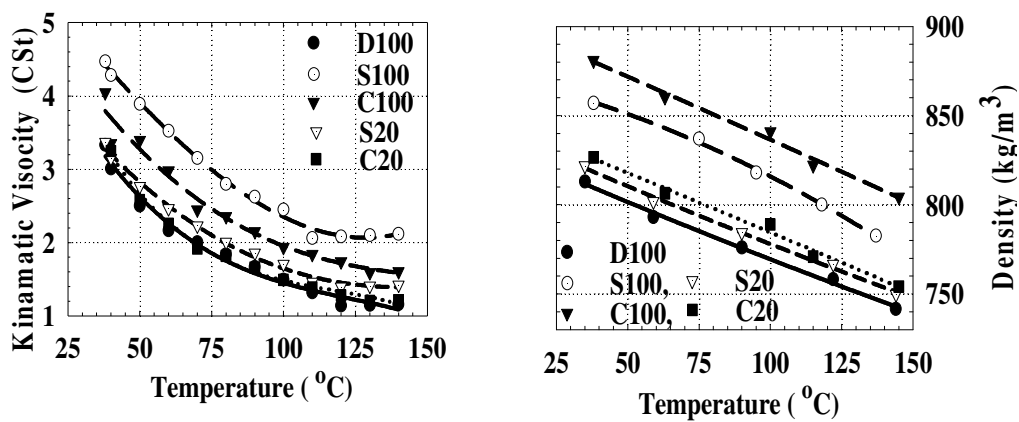 Kinamatic Visocity (CSt)
5
4
3
2
1
D100
S100
C100
S20
C20
25 50 75 100 125 150
Temperature ( °C)
900
850
800
750
Density (kg/m³)
D100
S100, S20
C100, C20
25 50 75 100 125 150
Temperature ( °C)